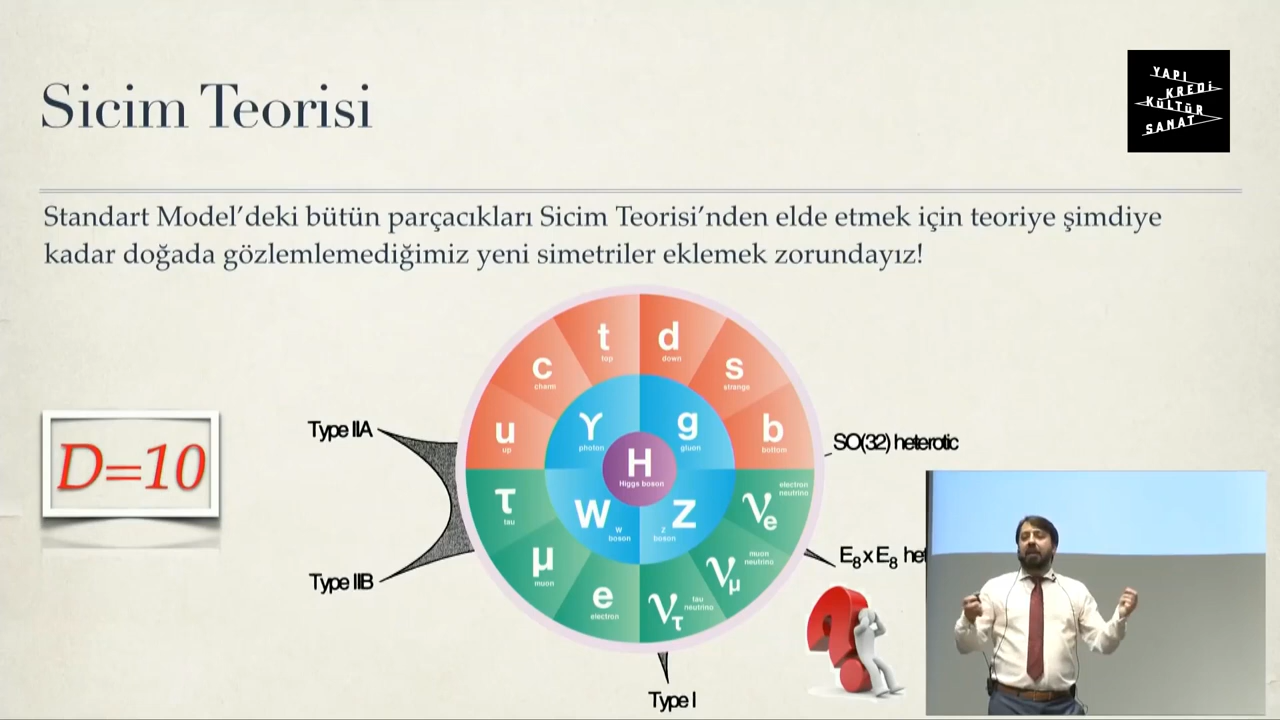 Sicim Teorisi
YAPI
KREDİ
KÜLTÜR
SANAT
Standart Model'deki bütün parçacıkları Sicim Teorisi'nden elde etmek için teoriye şimdiye
kadar doğada gözlemlemediğimiz yeni simetriler eklemek zorundayız!
D=10
Type IIA
Type IIB
t
top
d
down
c
charm
s
strange
u
up
b
bottom
γ
photon
g
gluon
H
Higgs boson
W
W
boson
Z
Z
boson
τ
tau
μ
muon
e
electron
ντ
tau
neutrino
νμ
muon
neutrino
νe
electron
neutrino
SO(32) heterotic
E8 x E8 het
Type I